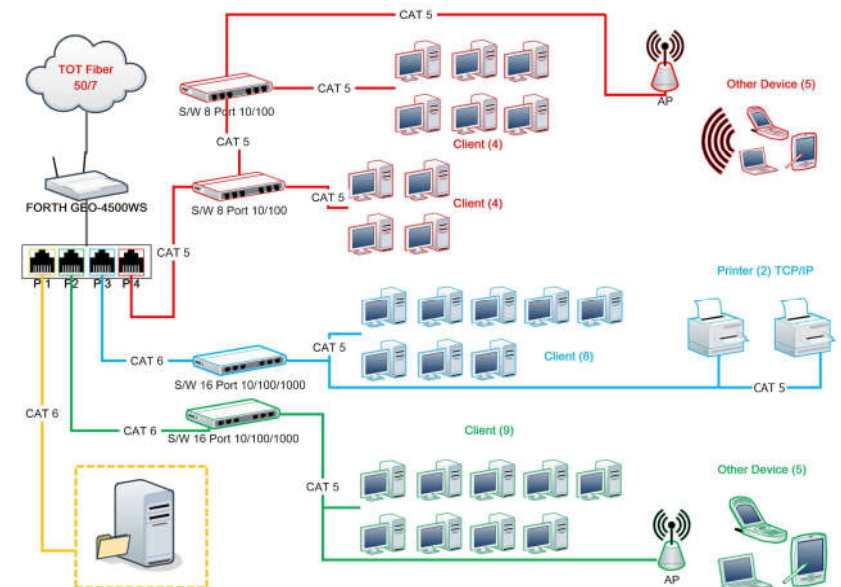 CAT 5
TOT Fiber
50/7
S/W 8 Port 10/100
CAT 5
AP
Other Device (5)
Client (4)
CAT 5
FORTH GEO-4500WS
S/W 8 Port 10/100
CAT 5
Client (4)
CAT 5
P 1
P2
P 3
P 4
Printer (2) TCP/IP
CAT 6
S/W 16 Port 10/100/1000
CAT 5
Client (8)
CAT 5
CAT 6
CAT 6
S/W 16 Port 10/100/1000
Client (9)
CAT 5
Other Device (5)
AP